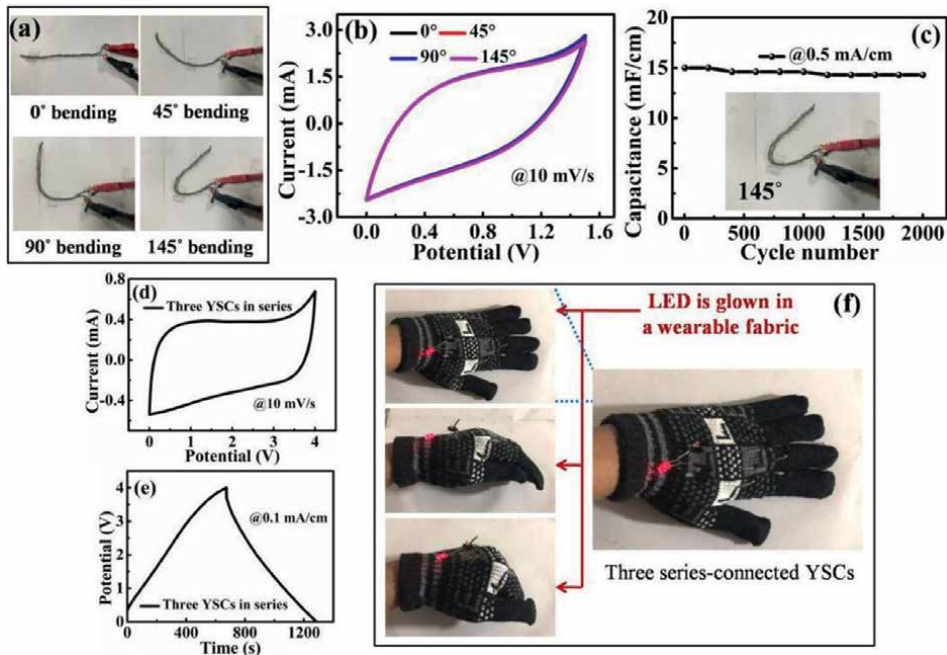 (a)
0° bending
45° bending
90° bending
145° bending
(b)
0° 45°
90° 145°
@10 mV/s
Current (mA)
3.0
1.5
0.0
-1.5
-3.0
0.0 0.4 0.8 1.2 1.6
Potential (V)
(c)
@0.5 mA/cm
145°
Capacitance (mF/cm)
20
15
10
5
0
0 500 1000 1500 2000
Cycle number
(d)
Three YSCs in series
@10 mV/s
Current (mA)
0.8
0.4
0.0
-0.4
0 1 2 3 4
Potential (V)
(e)
@0.1 mA/cm
Three YSCs in series
Potential (V)
4
2
0
0 400 800 1200
Time (s)
(f)
LED is glown in
a wearable fabric
Three series-connected YSCs